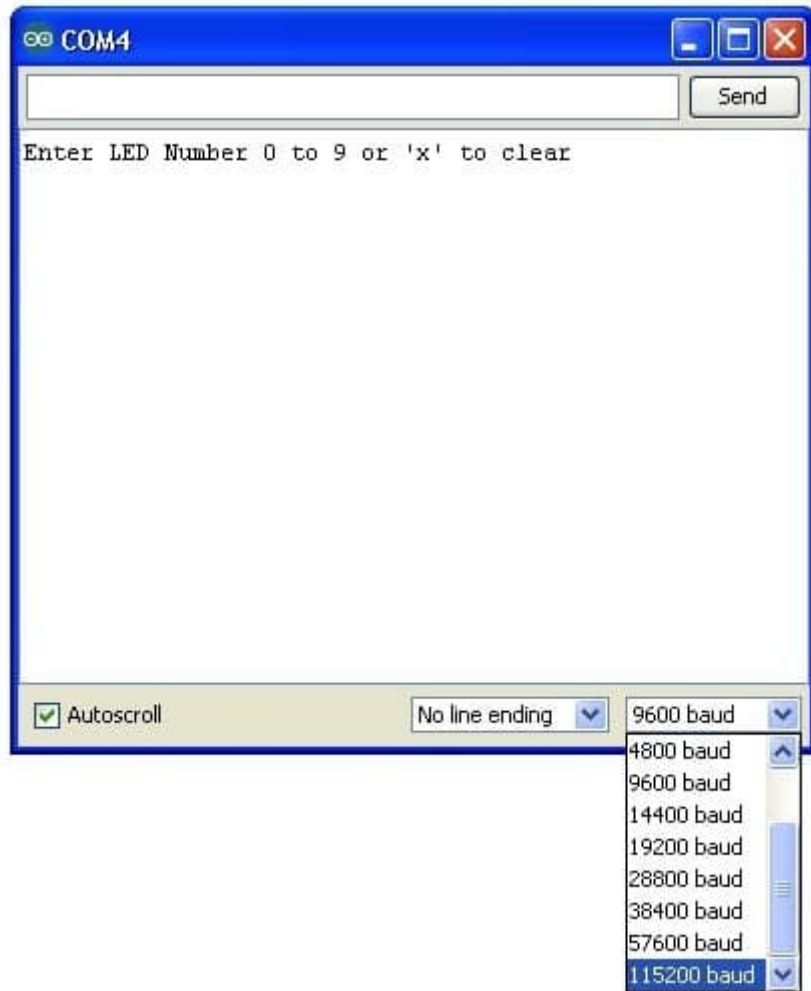 COM4
Send
Enter LED Number 0 to 9 or 'x' to clear
Autoscroll
No line ending
9600 baud
4800 baud
9600 baud
14400 baud
19200 baud
28800 baud
38400 baud
57600 baud
115200 baud